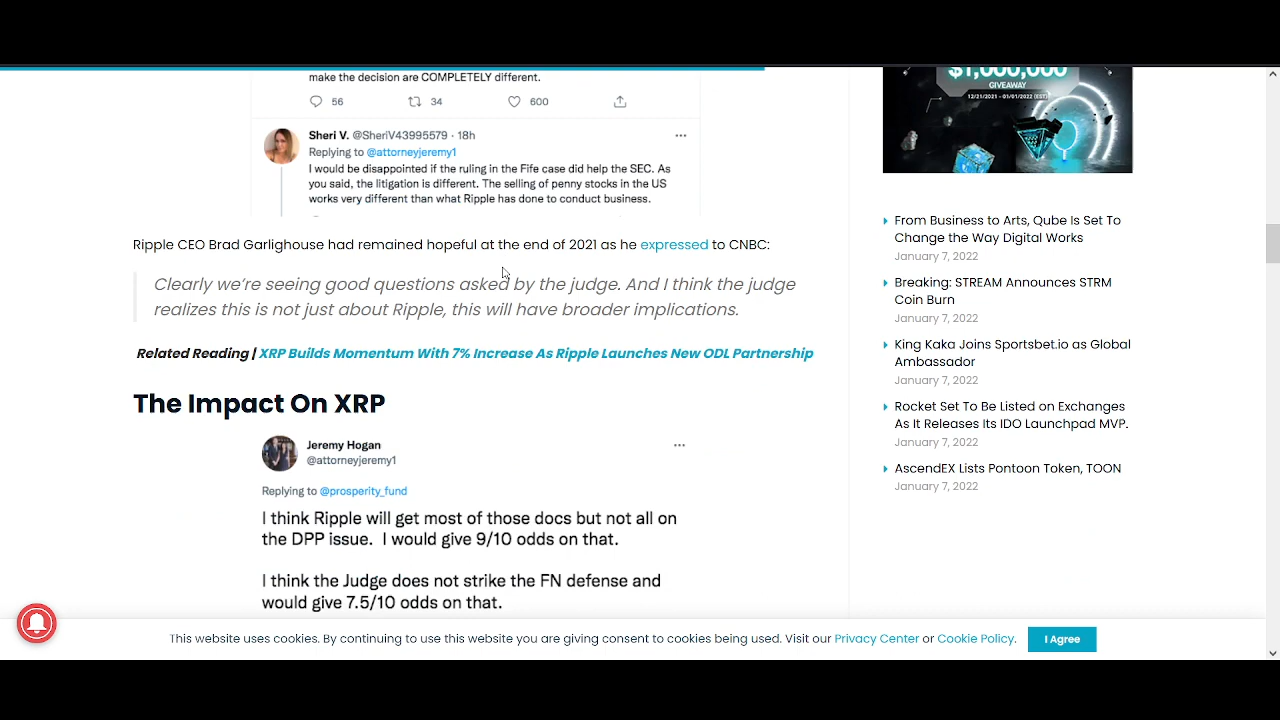 make the decision are COMPLETELY different.
56 34 600
Sheri V. @SheriV43995579 · 18h
Replying to @attorneyjeremy1
I would be disappointed if the ruling in the Fife case did help the SEC. As
you said, the litigation is different. The selling of penny stocks in the US
works very different than what Ripple has done to conduct business.
Ripple CEO Brad Garlighouse had remained hopeful at the end of 2021 as he expressed to CNBC:
Clearly we’re seeing good questions asked by the judge. And I think the judge
realizes this is not just about Ripple, this will have broader implications.
Related Reading | XRP Builds Momentum With 7% Increase As Ripple Launches New ODL Partnership
The Impact On XRP
Jeremy Hogan
@attorneyjeremy1
Replying to @prosperity_fund
I think Ripple will get most of those docs but not all on
the DPP issue. I would give 9/10 odds on that.
I think the Judge does not strike the FN defense and
would give 7.5/10 odds on that.
$1,000,000
GIVEAWAY
12/21/2021 - 01/01/2022 (EST)
From Business to Arts, Qube Is Set To
Change the Way Digital Works
January 7, 2022
Breaking: STREAM Announces STRM
Coin Burn
January 7, 2022
King Kaka Joins Sportsbet.io as Global
Ambassador
January 7, 2022
Rocket Set To Be Listed on Exchanges
As It Releases Its IDO Launchpad MVP.
January 7, 2022
AscendEX Lists Pontoon Token, TOON
January 7, 2022
This website uses cookies. By continuing to use this website you are giving consent to cookies being used. Visit our Privacy Center or Cookie Policy.
I Agree